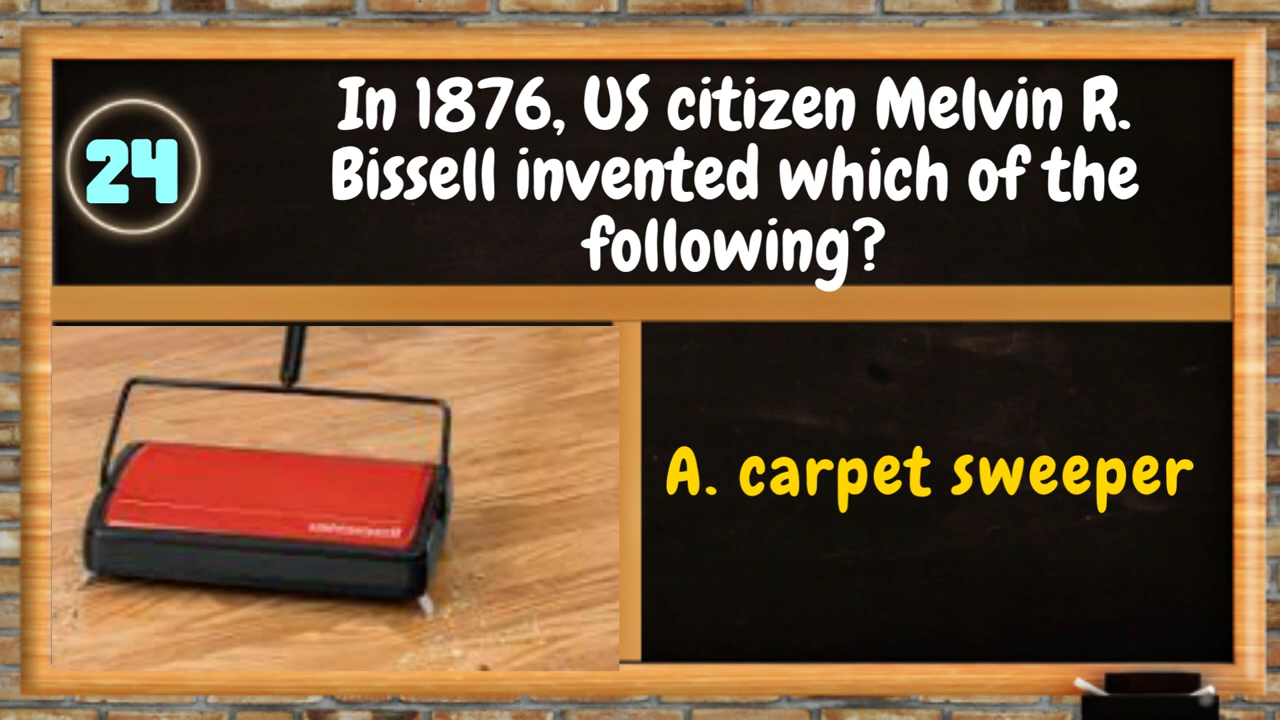 24
In 1876, US citizen Melvin R.
Bissell invented which of the
following?
A. carpet sweeper